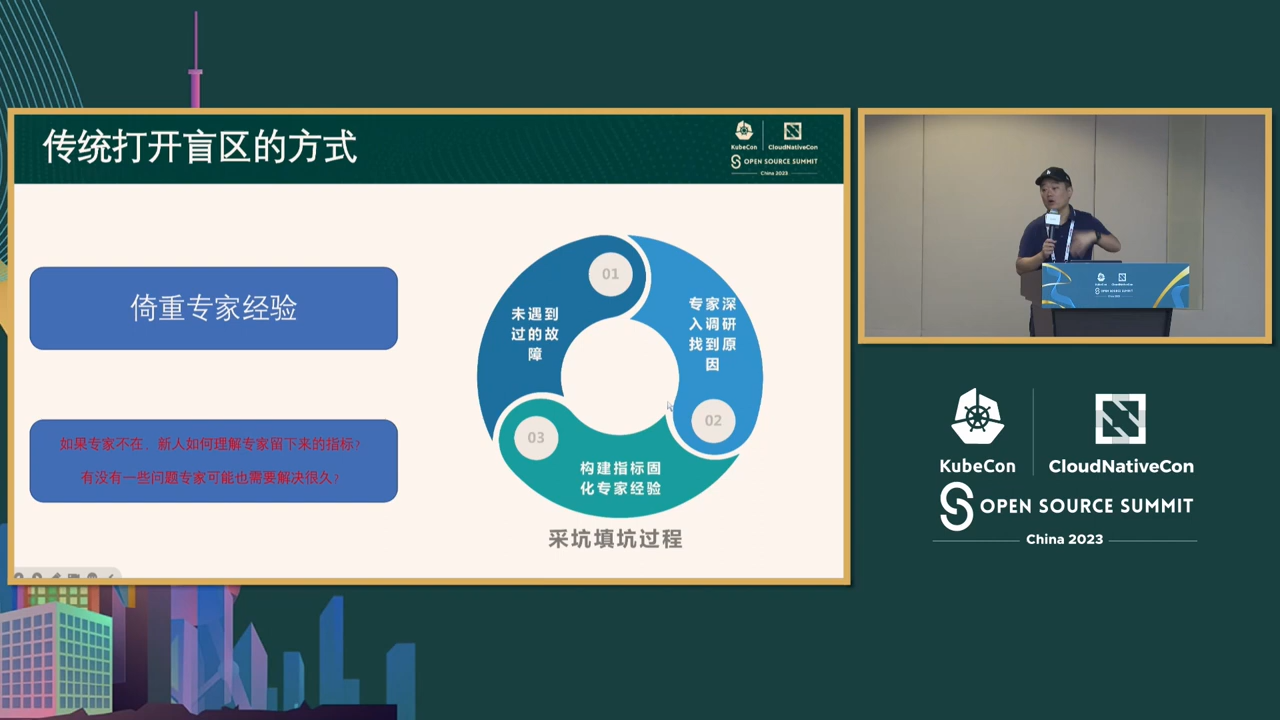 传统打开盲区的方式
KubeCon
CloudNativeCon
OPEN SOURCE SUMMIT
China 2023
倚重专家经验
如果专家不在，新人如何理解专家留下来的指标?
有没有一些问题专家可能也需要解决很久?
01
未遇到
过的故
障
专家深
入调研
找到原
因
02
03
构建指标固
化专家经验
采坑填坑过程
KubeCon
CloudNativeCon
OPEN SOURCE SUMMIT
China 2023